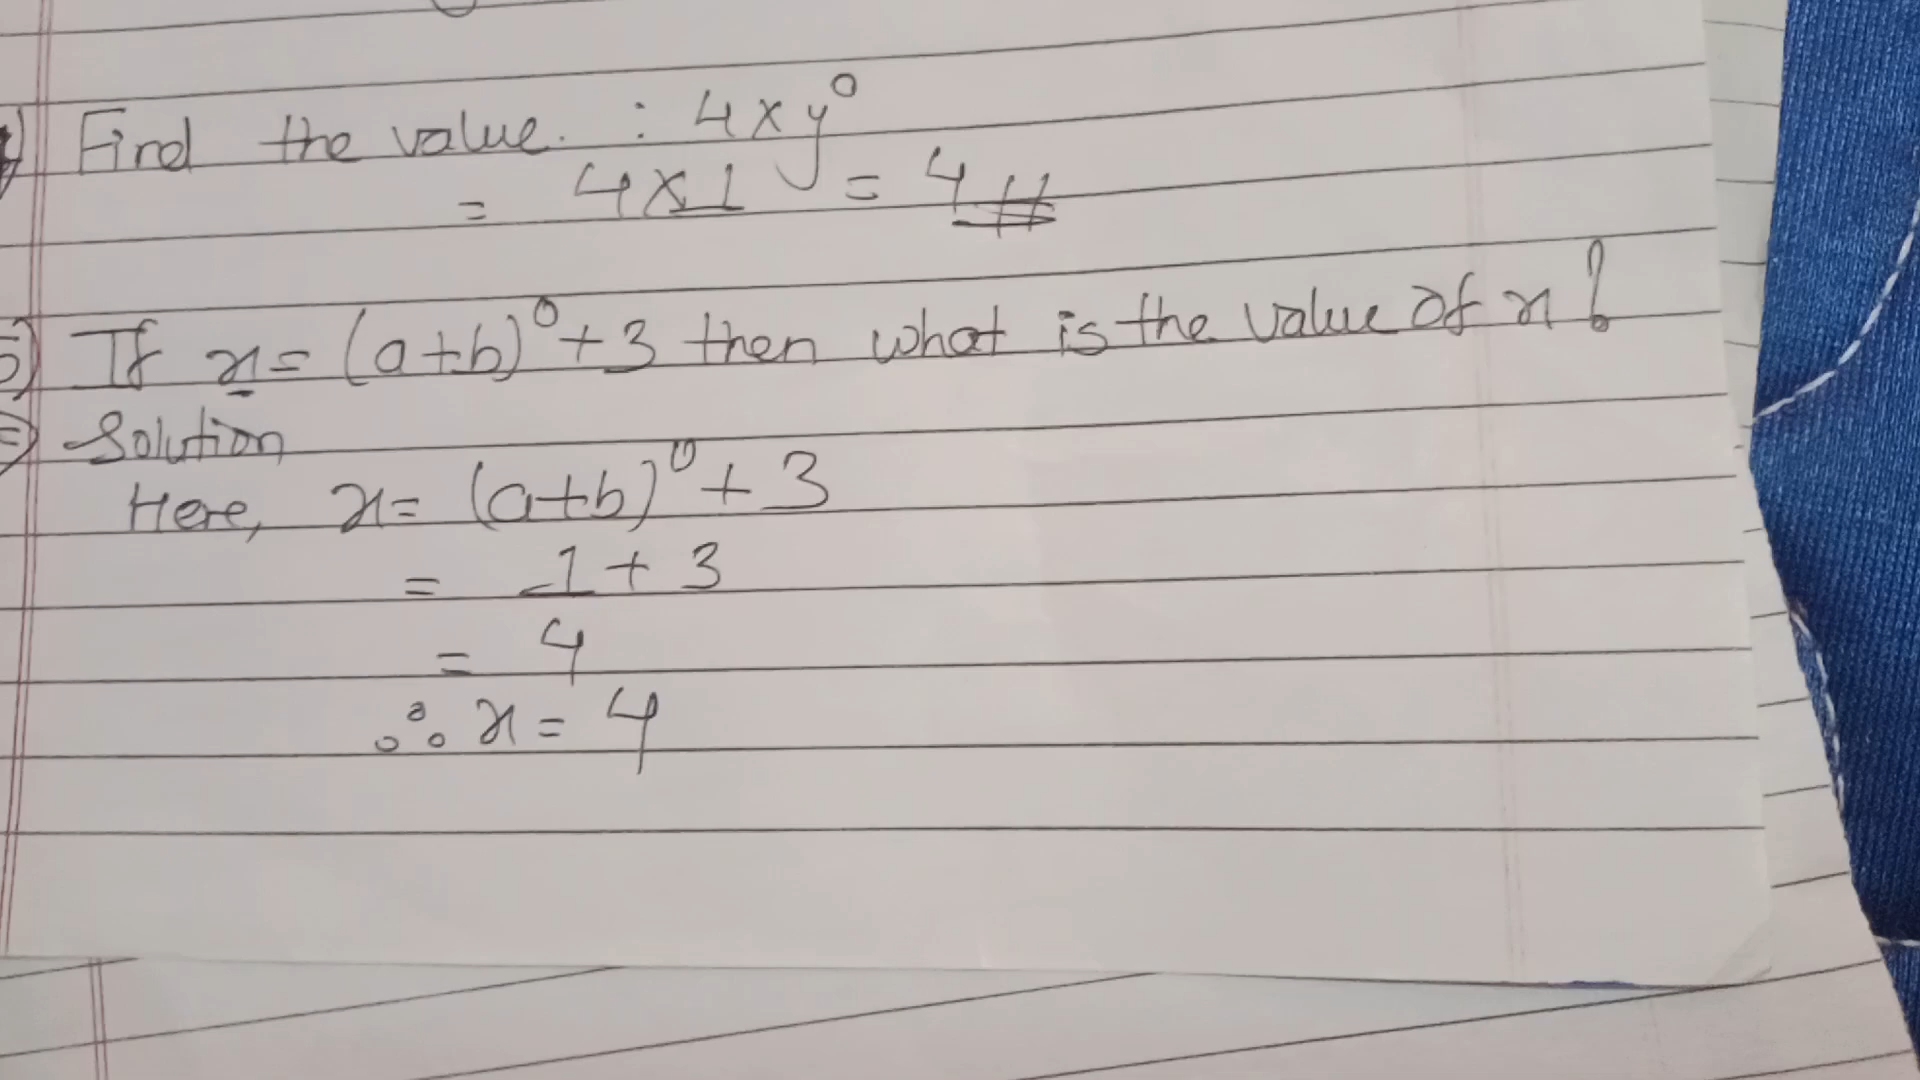 Find the value. : 4 × y⁰
= 4×1 = 4
5) If x = (a+b)⁰ + 3 then what is the value of x ?
⇒ Solution
Here, x = (a+b)⁰ + 3
= 1 + 3
= 4
∴ x = 4